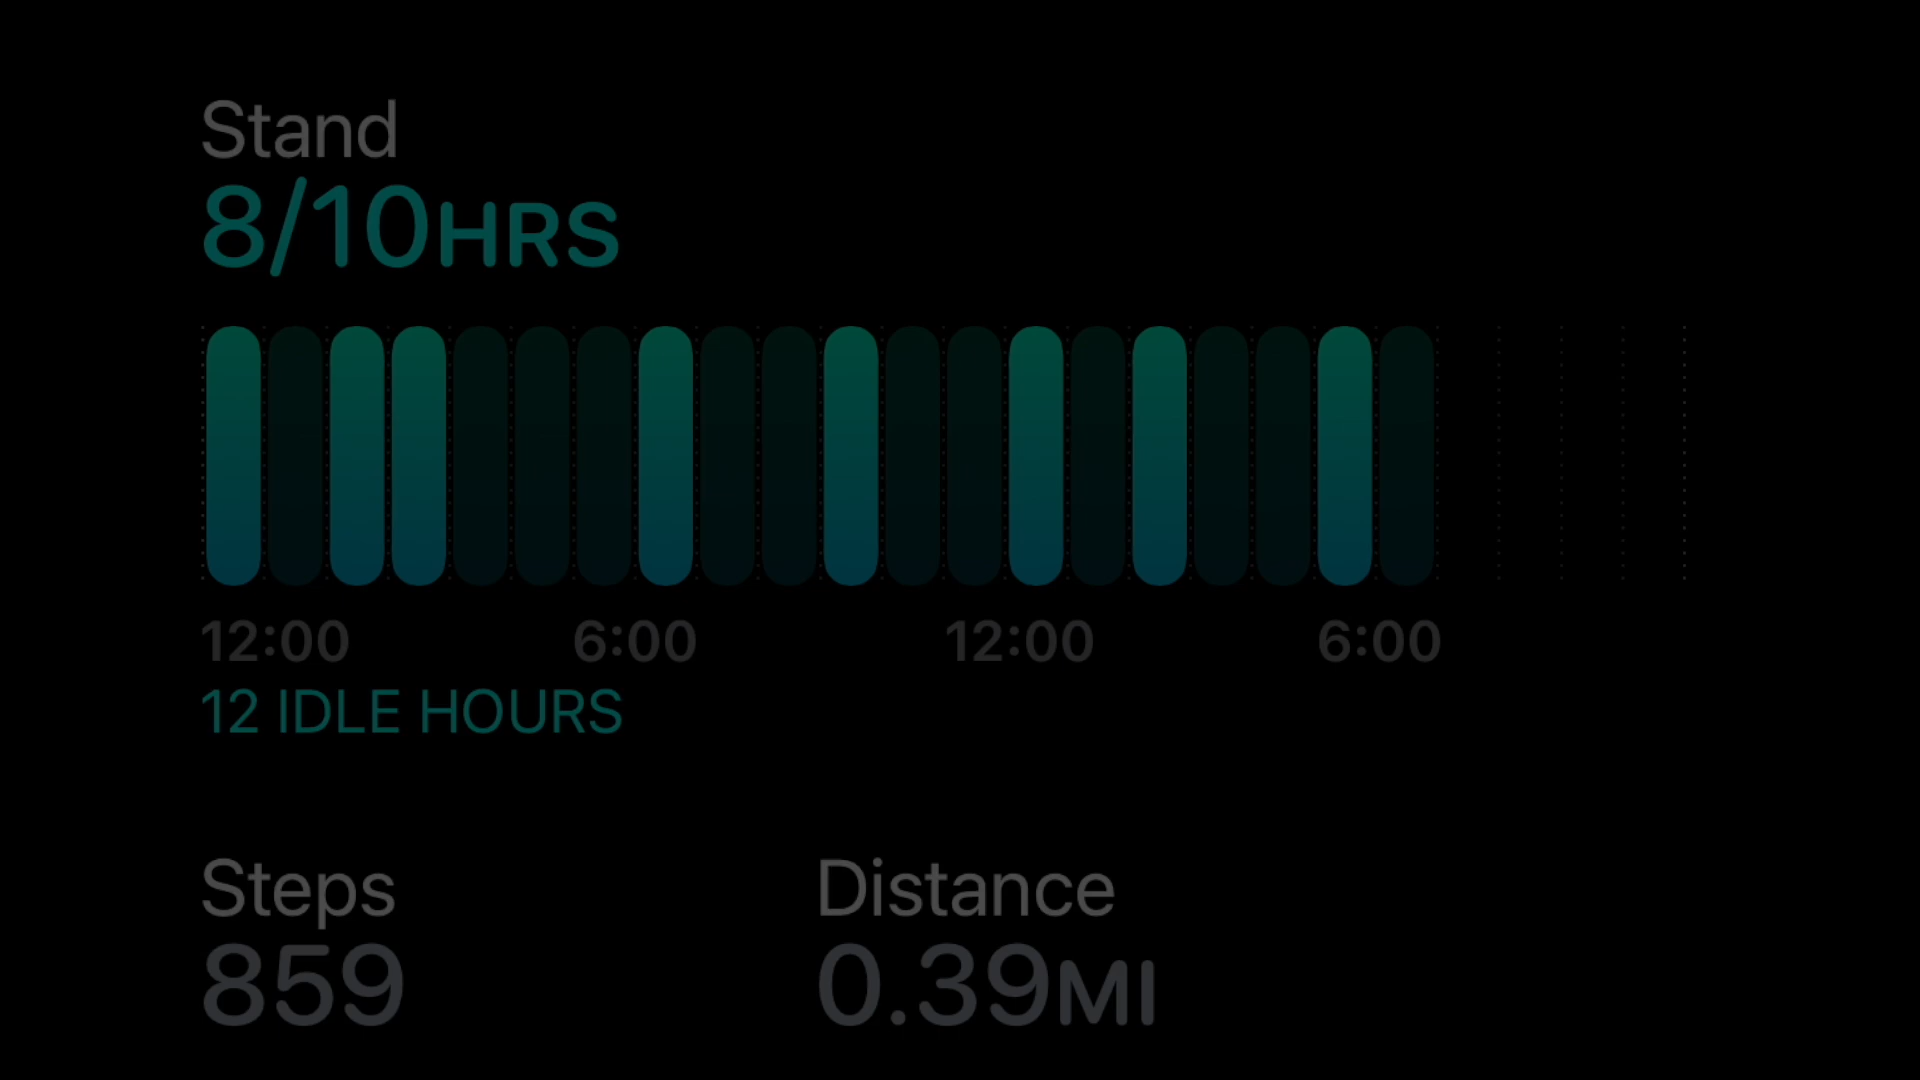 Stand
8/10HRS
12:00 6:00 12:00 6:00
12 IDLE HOURS
Steps Distance
859 0.39MI